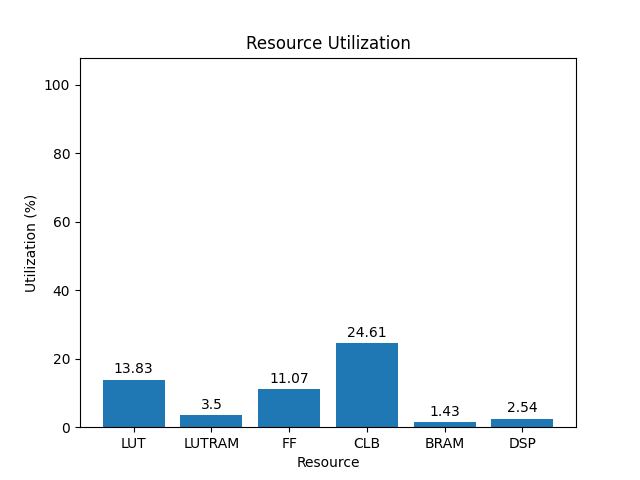 Resource Utilization
100
80
60
40
20
0
Utilization (%)
13.83
3.5
11.07
24.61
1.43
2.54
LUT
LUTRAM
FF
CLB
BRAM
DSP
Resource